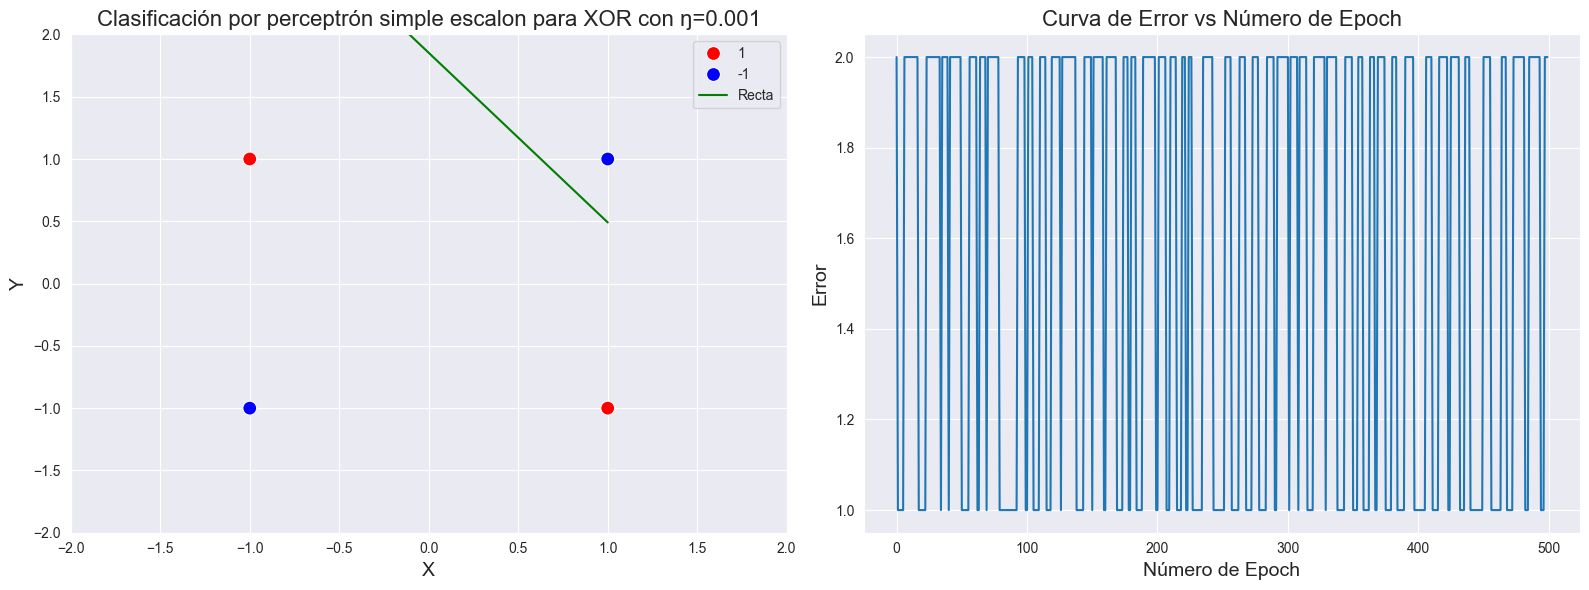 Clasificación por perceptrón simple escalon para XOR con ŋ=0.001
2.0
1.5
1.0
0.5
0.0
−0.5
−1.0
−1.5
−2.0
Y
−2.0 −1.5 −1.0 −0.5 0.0 0.5 1.0 1.5 2.0
X
1
-1
Recta
Curva de Error vs Número de Epoch
2.0
1.8
1.6
1.4
1.2
1.0
Error
0 100 200 300 400 500
Número de Epoch